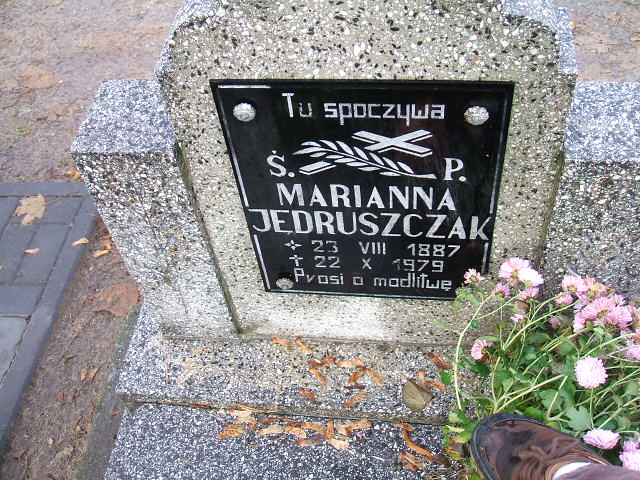 Tu spoczywa
Ś. P.
MARIANNA
JĘDRUSZCZAK
23 VIII 1887
22 X 1979
Prosi o modlitwę